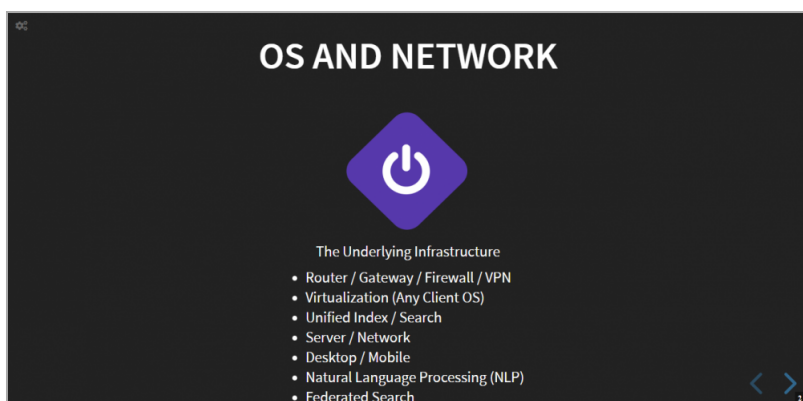 OS AND NETWORK
The Underlying Infrastructure
• Router / Gateway / Firewall / VPN
• Virtualization (Any Client OS)
• Unified Index / Search
• Server / Network
• Desktop / Mobile
• Natural Language Processing (NLP)
• Federated Search